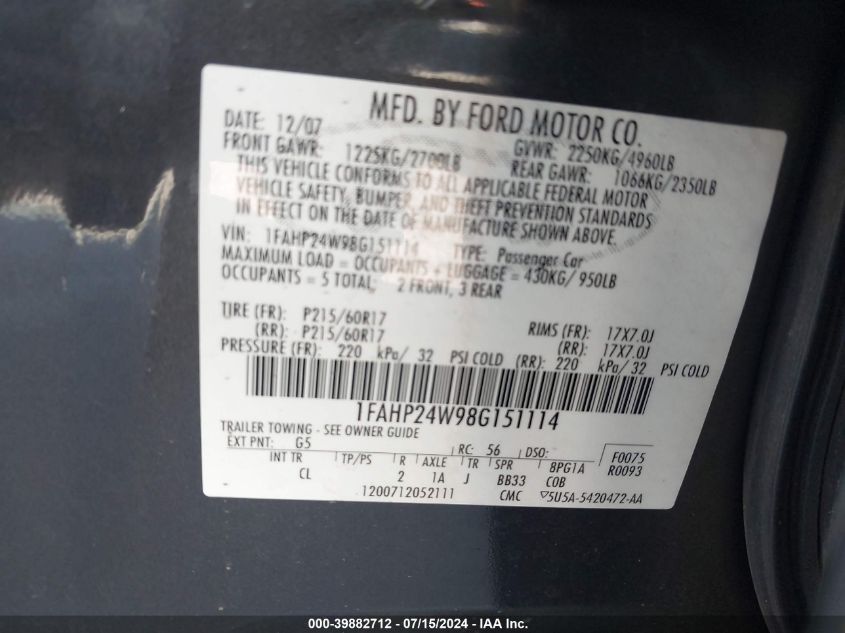 MFD. BY FORD MOTOR CO.
DATE: 12/07 GVWR: 2250KG/4960LB
FRONT GAWR: 1225KG/2700LB REAR GAWR: 1066KG/2350LB
THIS VEHICLE CONFORMS TO ALL APPLICABLE FEDERAL MOTOR
VEHICLE SAFETY, BUMPER, AND THEFT PREVENTION STANDARDS
IN EFFECT ON THE DATE OF MANUFACTURE SHOWN ABOVE.
VIN: 1FAHP24W98G151114 TYPE: Passenger Car
MAXIMUM LOAD = OCCUPANTS + LUGGAGE = 430KG/ 950LB
OCCUPANTS = 5 TOTAL, 2 FRONT, 3 REAR
TIRE (FR): P215/60R17 RIMS (FR): 17X7.0J
(RR): P215/60R17 (RR): 17X7.0J
PRESSURE (FR): 220 kPa/ 32 PSI COLD (RR): 220 kPa/32 PSI COLD
1FAHP24W98G151114
TRAILER TOWING - SEE OWNER GUIDE
EXT PNT: G5 RC: 56 DSO: F0075
INT TR TP/PS R AXLE TR SPR 8PG1A R0093
CL 2 1A J BB33 COB
1200712052111 CMC ▽5U5A-5420472-AA
000-39882712 - 07/15/2024 - IAA Inc.